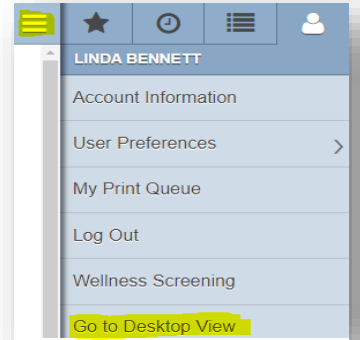 LINDA BENNETT
Account Information
User Preferences
My Print Queue
Log Out
Wellness Screening
Go to Desktop View